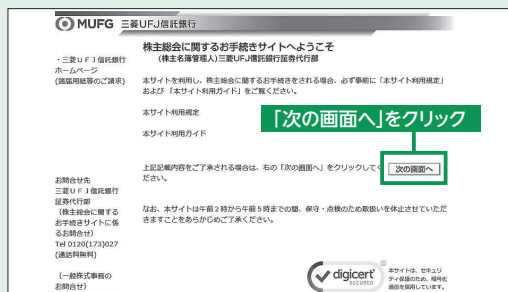 MUFG 三菱UFJ信託銀行
株主総会に関するお手続きサイトへようこそ
(株主名簿管理人)三菱UFJ信託銀行証券代行部
・三菱UFJ信託銀行
ホームページ
(諸届用紙等のご請求)
本サイトを利用し、株主総会に関するお手続きをされる場合、必ず事前に「本サイト利用規定」
および「本サイト利用ガイド」をご覧ください。
本サイト利用規定
本サイト利用ガイド
「次の画面へ」をクリック
上記記載内容をご了承される場合は、右の「次の画面へ」をクリックしてく
ださい。
次の画面へ
お問合せ先
三菱UFJ信託銀行
証券代行部
(株主総会に関する
お手続きサイトに係
るお問合せ)
Tel 0120(173)027
(通話料無料)
なお、本サイトは午前2時から午前5時までの間、保守・点検のため取扱いを休止させていただ
きますことをあらかじめご了承ください。
(一般株式事務の
お問合せ)
digicert
SECURED
本サイトは、セキュリ
ティ保護のため、暗号化
通信を採用しています。